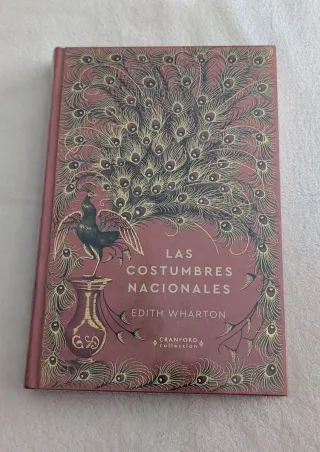 LAS
COSTUMBRES
NACIONALES
EDITH WHARTON
CRANFORD
Collection